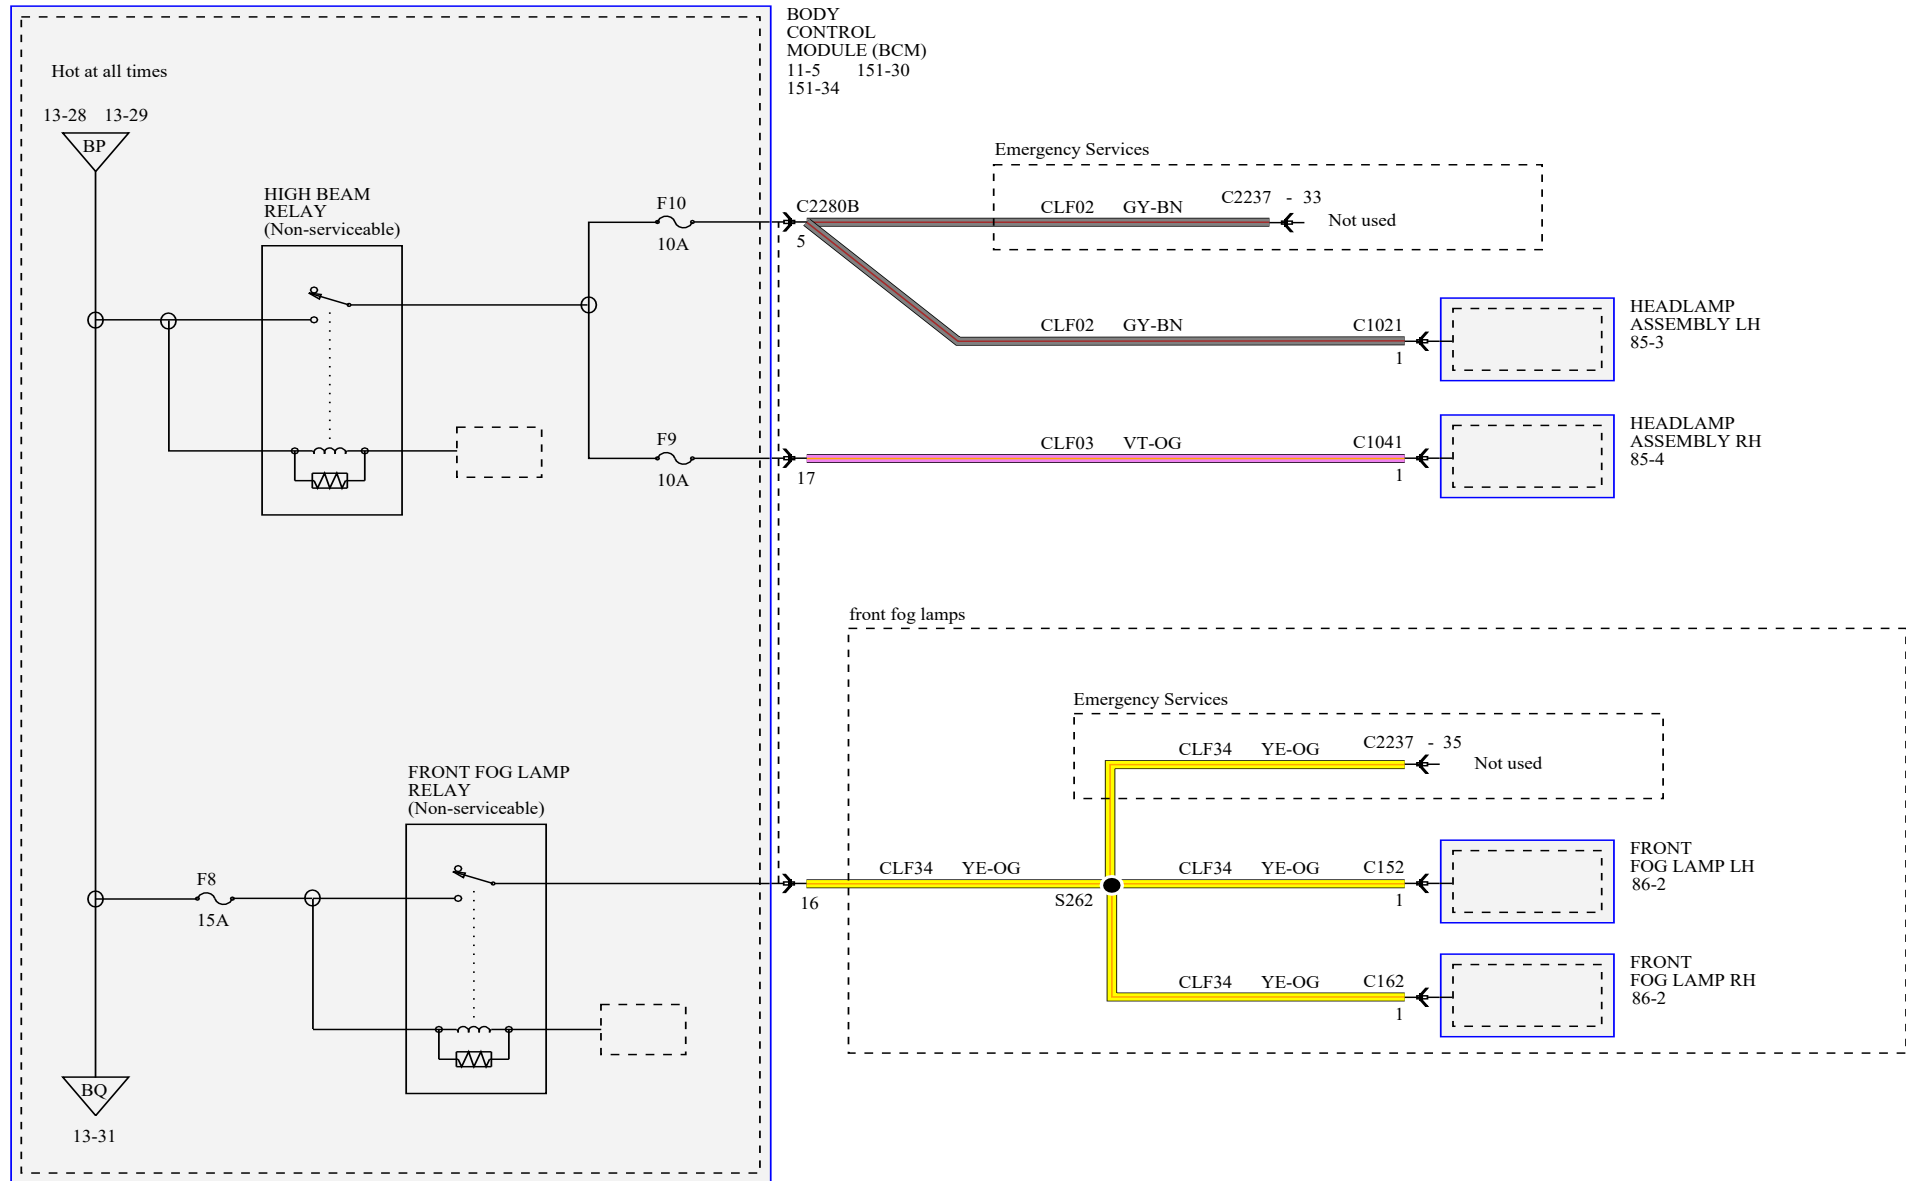 BODY
CONTROL
MODULE (BCM)
11-5 151-30
151-34
Hot at all times
13-28 13-29
BP
HIGH BEAM
RELAY
(Non-serviceable)
F10
10A
C2280B
5
Emergency Services
CLF02 GY-BN
C2237 - 33
Not used
CLF02 GY-BN C1021
1
HEADLAMP
ASSEMBLY LH
85-3
F9
10A
17
CLF03 VT-OG C1041
1
HEADLAMP
ASSEMBLY RH
85-4
front fog lamps
Emergency Services
CLF34 YE-OG C2237 - 35
Not used
FRONT FOG LAMP
RELAY
(Non-serviceable)
F8
15A
16
CLF34 YE-OG
S262
CLF34 YE-OG C152
1
FRONT
FOG LAMP LH
86-2
CLF34 YE-OG C162
1
FRONT
FOG LAMP RH
86-2
BQ
13-31